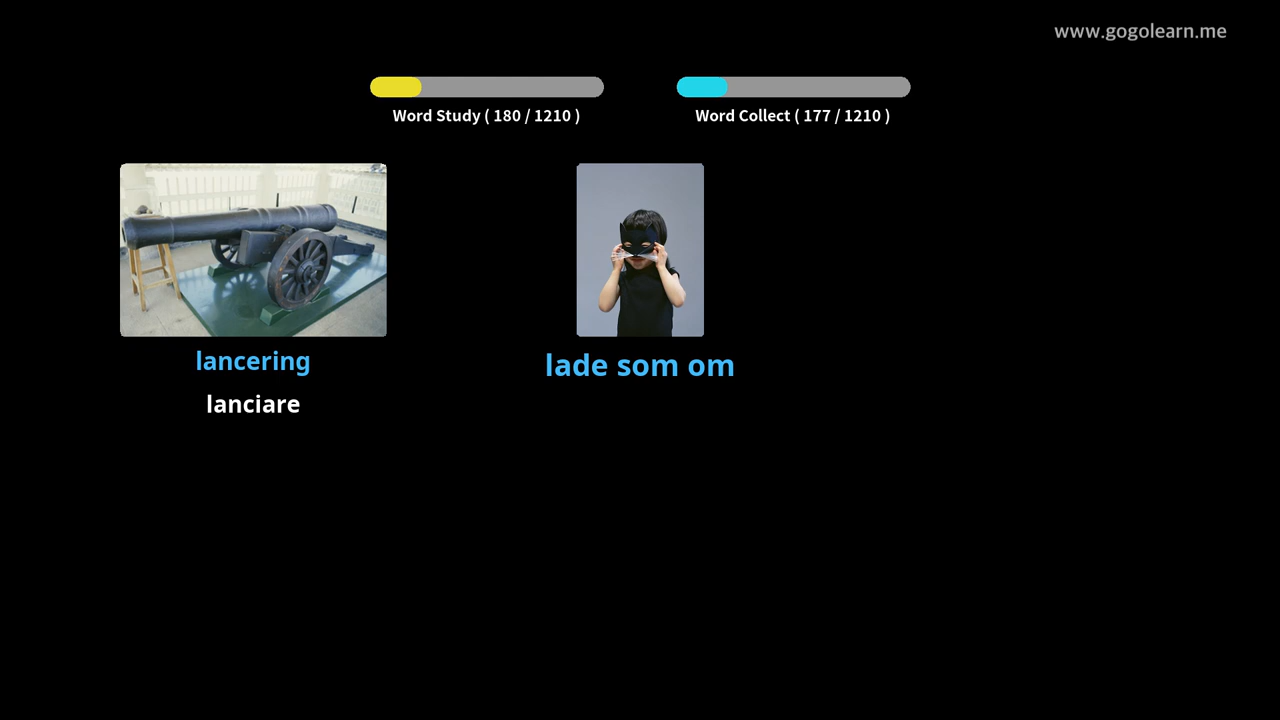 www.gogolearn.me
Word Study ( 180 / 1210 )
Word Collect ( 177 / 1210 )
lancering
lanciare
lade som om